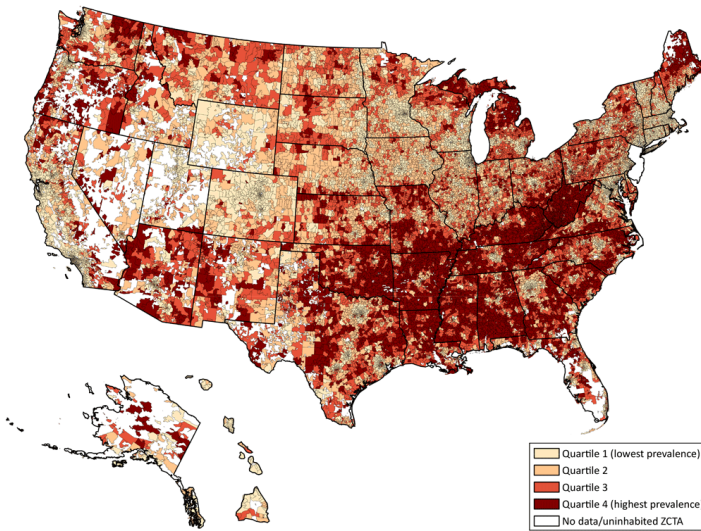 Quartile 1 (lowest prevalence)
Quartile 2
Quartile 3
Quartile 4 (highest prevalence)
No data/uninhabited ZCTA